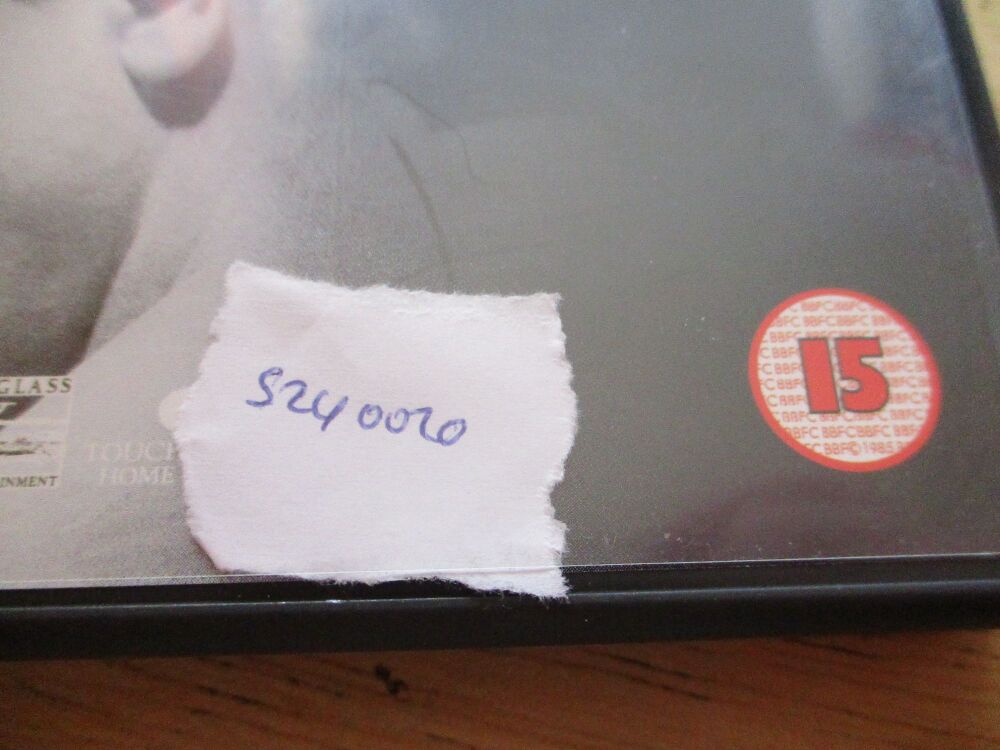 GLASS
INMENT
TOUCH
HOME
S240020
15
BBFC